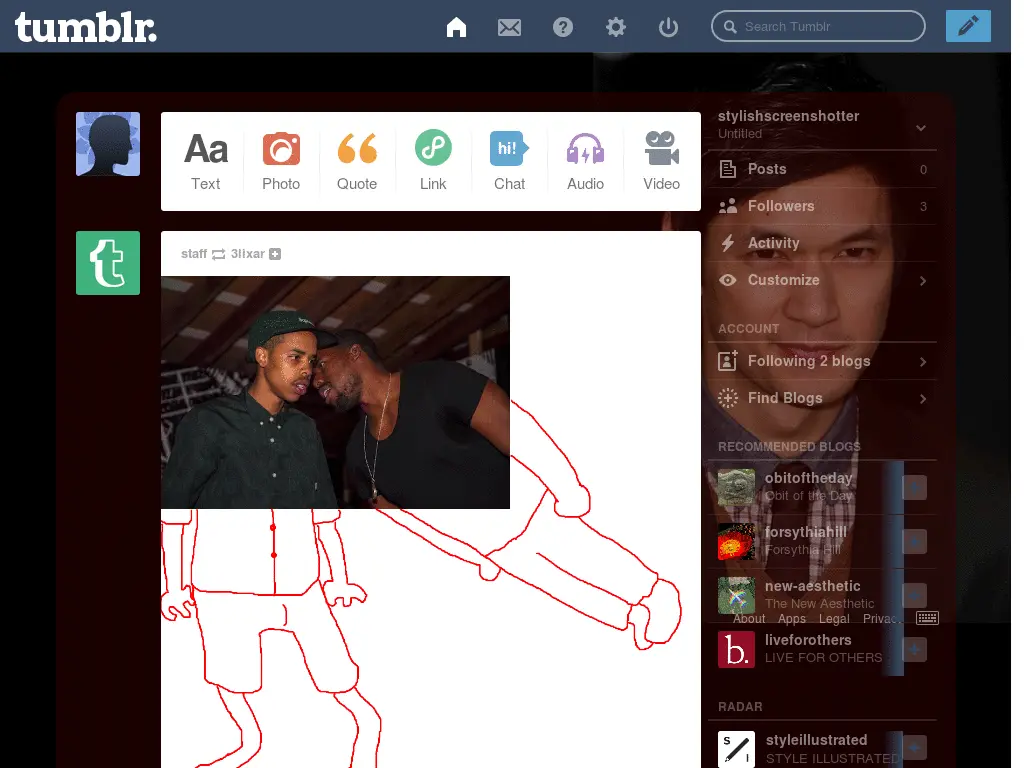 tumblr.
Search Tumblr
Aa
Text
Photo
Quote
Link
hi!
Chat
Audio
Video
t
staff 3lixar
stylishscreenshotter
Untitled
Posts 0
Followers 3
Activity
Customize
ACCOUNT
Following 2 blogs
Find Blogs
RECOMMENDED BLOGS
obitoftheday
Obit of the Day
forsythiahill
Forsythia Hill
new-aesthetic
The New Aesthetic
About Apps Legal
b.
liveforothers
LIVE FOR OTHERS
RADAR
S
I
styleillustrated
STYLE ILLUSTRATED